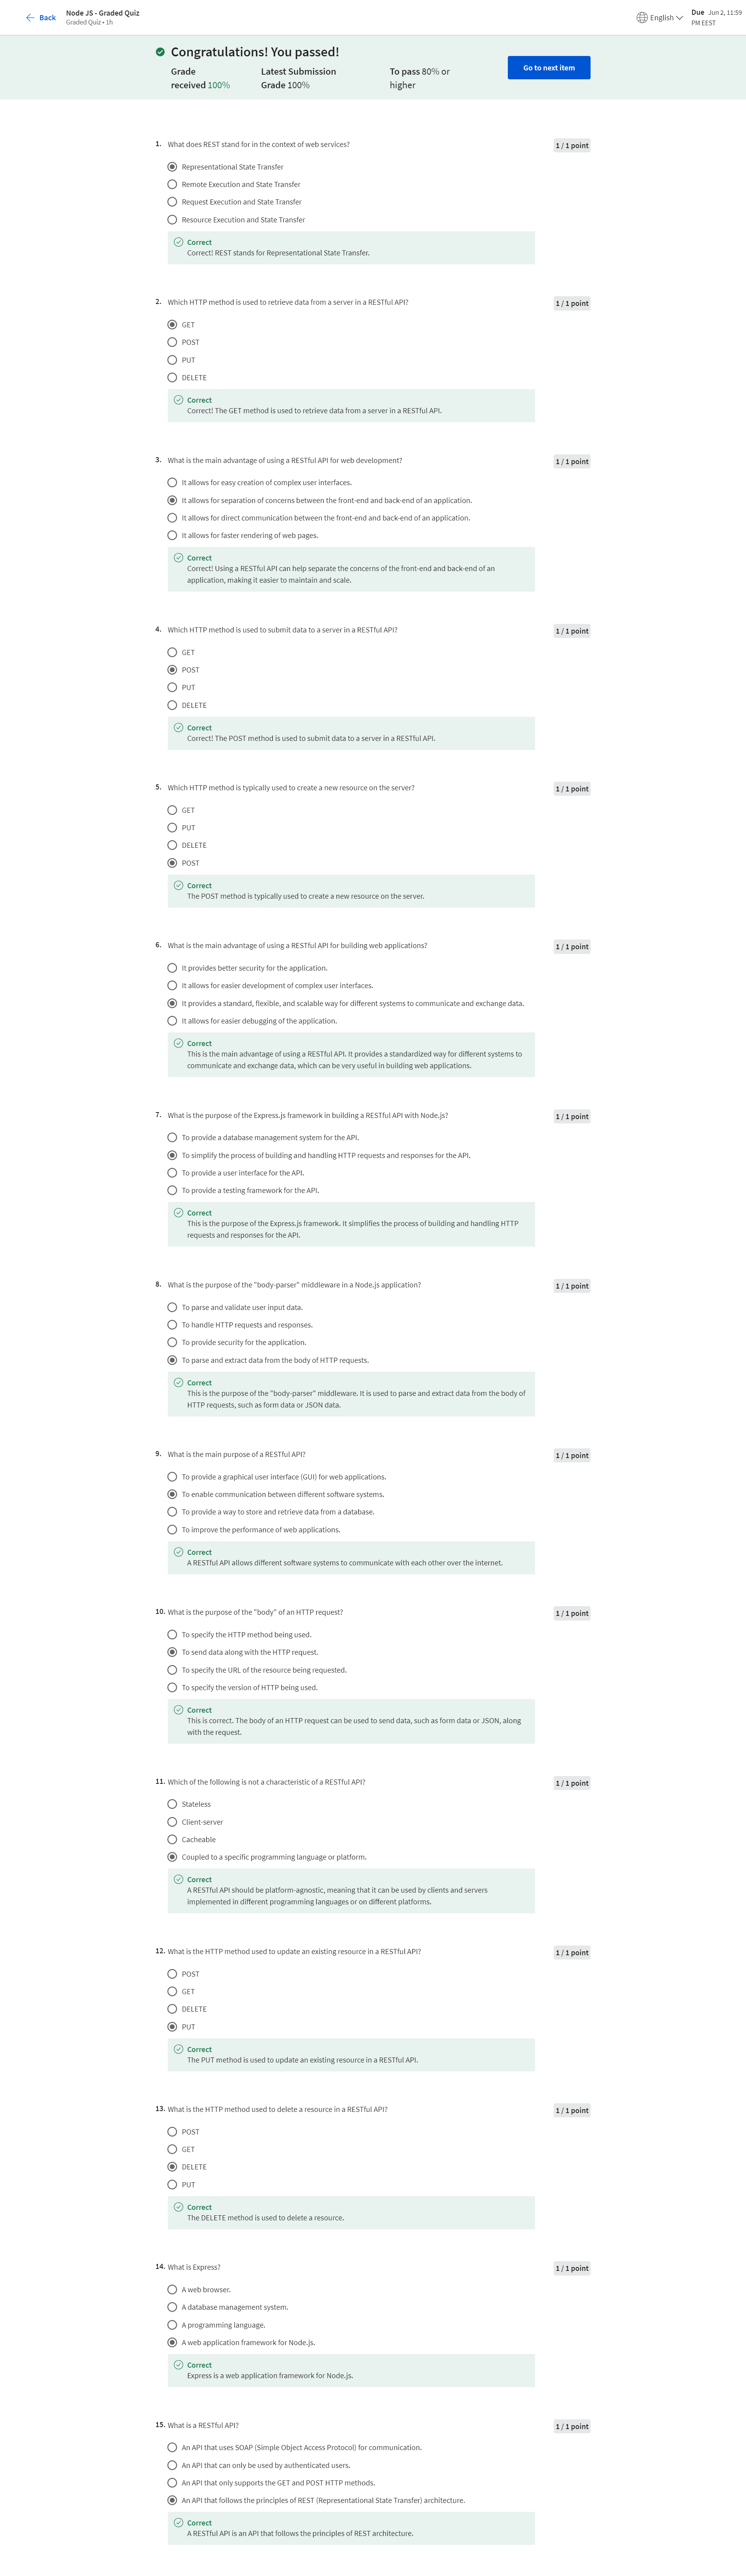 Back
Node JS - Graded Quiz
Graded Quiz • 1h
English
Due Jun 2, 11:59
PM EEST
Congratulations! You passed!
Grade
received 100%
Latest Submission
Grade 100%
To pass 80% or
higher
Go to next item
1. What does REST stand for in the context of web services?
1 / 1 point
Representational State Transfer
Remote Execution and State Transfer
Request Execution and State Transfer
Resource Execution and State Transfer
Correct
Correct! REST stands for Representational State Transfer.
2. Which HTTP method is used to retrieve data from a server in a RESTful API?
1 / 1 point
GET
POST
PUT
DELETE
Correct
Correct! The GET method is used to retrieve data from a server in a RESTful API.
3. What is the main advantage of using a RESTful API for web development?
1 / 1 point
It allows for easy creation of complex user interfaces.
It allows for separation of concerns between the front-end and back-end of an application.
It allows for direct communication between the front-end and back-end of an application.
It allows for faster rendering of web pages.
Correct
Correct! Using a RESTful API can help separate the concerns of the front-end and back-end of an
application, making it easier to maintain and scale.
4. Which HTTP method is used to submit data to a server in a RESTful API?
1 / 1 point
GET
POST
PUT
DELETE
Correct
Correct! The POST method is used to submit data to a server in a RESTful API.
5. Which HTTP method is typically used to create a new resource on the server?
1 / 1 point
GET
PUT
DELETE
POST
Correct
The POST method is typically used to create a new resource on the server.
6. What is the main advantage of using a RESTful API for building web applications?
1 / 1 point
It provides better security for the application.
It allows for easier development of complex user interfaces.
It provides a standard, flexible, and scalable way for different systems to communicate and exchange data.
It allows for easier debugging of the application.
Correct
This is the main advantage of using a RESTful API. It provides a standardized way for different systems to
communicate and exchange data, which can be very useful in building web applications.
7. What is the purpose of the Express.js framework in building a RESTful API with Node.js?
1 / 1 point
To provide a database management system for the API.
To simplify the process of building and handling HTTP requests and responses for the API.
To provide a user interface for the API.
To provide a testing framework for the API.
Correct
This is the purpose of the Express.js framework. It simplifies the process of building and handling HTTP
requests and responses for the API.
8. What is the purpose of the "body-parser" middleware in a Node.js application?
1 / 1 point
To parse and validate user input data.
To handle HTTP requests and responses.
To provide security for the application.
To parse and extract data from the body of HTTP requests.
Correct
This is the purpose of the "body-parser" middleware. It is used to parse and extract data from the body of
HTTP requests, such as form data or JSON data.
9. What is the main purpose of a RESTful API?
1 / 1 point
To provide a graphical user interface (GUI) for web applications.
To enable communication between different software systems.
To provide a way to store and retrieve data from a database.
To improve the performance of web applications.
Correct
A RESTful API allows different software systems to communicate with each other over the internet.
10. What is the purpose of the "body" of an HTTP request?
1 / 1 point
To specify the HTTP method being used.
To send data along with the HTTP request.
To specify the URL of the resource being requested.
To specify the version of HTTP being used.
Correct
This is correct. The body of an HTTP request can be used to send data, such as form data or JSON, along
with the request.
11. Which of the following is not a characteristic of a RESTful API?
1 / 1 point
Stateless
Client-server
Cacheable
Coupled to a specific programming language or platform.
Correct
A RESTful API should be platform-agnostic, meaning that it can be used by clients and servers
implemented in different programming languages or on different platforms.
12. What is the HTTP method used to update an existing resource in a RESTful API?
1 / 1 point
POST
GET
DELETE
PUT
Correct
The PUT method is used to update an existing resource in a RESTful API.
13. What is the HTTP method used to delete a resource in a RESTful API?
1 / 1 point
POST
GET
DELETE
PUT
Correct
The DELETE method is used to delete a resource.
14. What is Express?
1 / 1 point
A web browser.
A database management system.
A programming language.
A web application framework for Node.js.
Correct
Express is a web application framework for Node.js.
15. What is a RESTful API?
1 / 1 point
An API that uses SOAP (Simple Object Access Protocol) for communication.
An API that can only be used by authenticated users.
An API that only supports the GET and POST HTTP methods.
An API that follows the principles of REST (Representational State Transfer) architecture.
Correct
A RESTful API is an API that follows the principles of REST architecture.